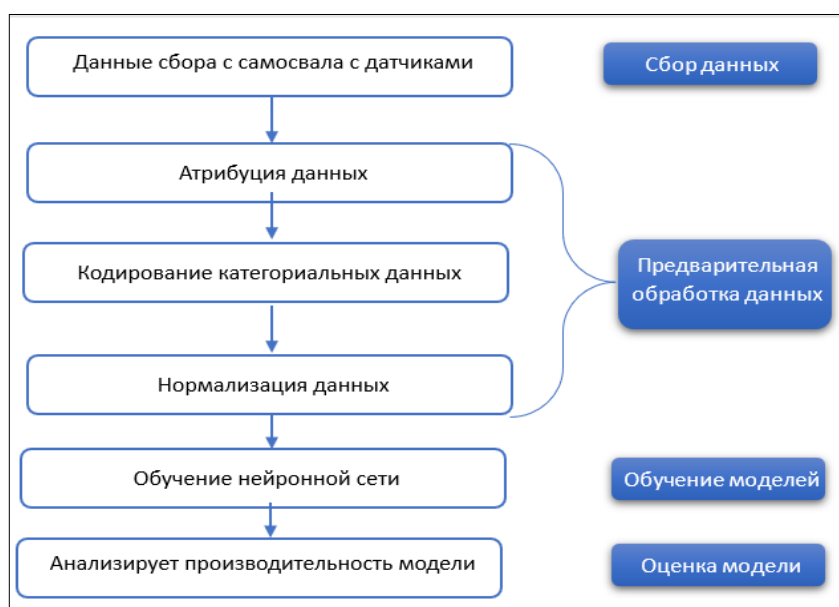 Данные сбора с самосвала с датчиками
Сбор данных
Атрибуция данных
Кодирование категориальных данных
Предварительная
обработка данных
Нормализация данных
Обучение нейронной сети
Обучение моделей
Анализирует производительность модели
Оценка модели